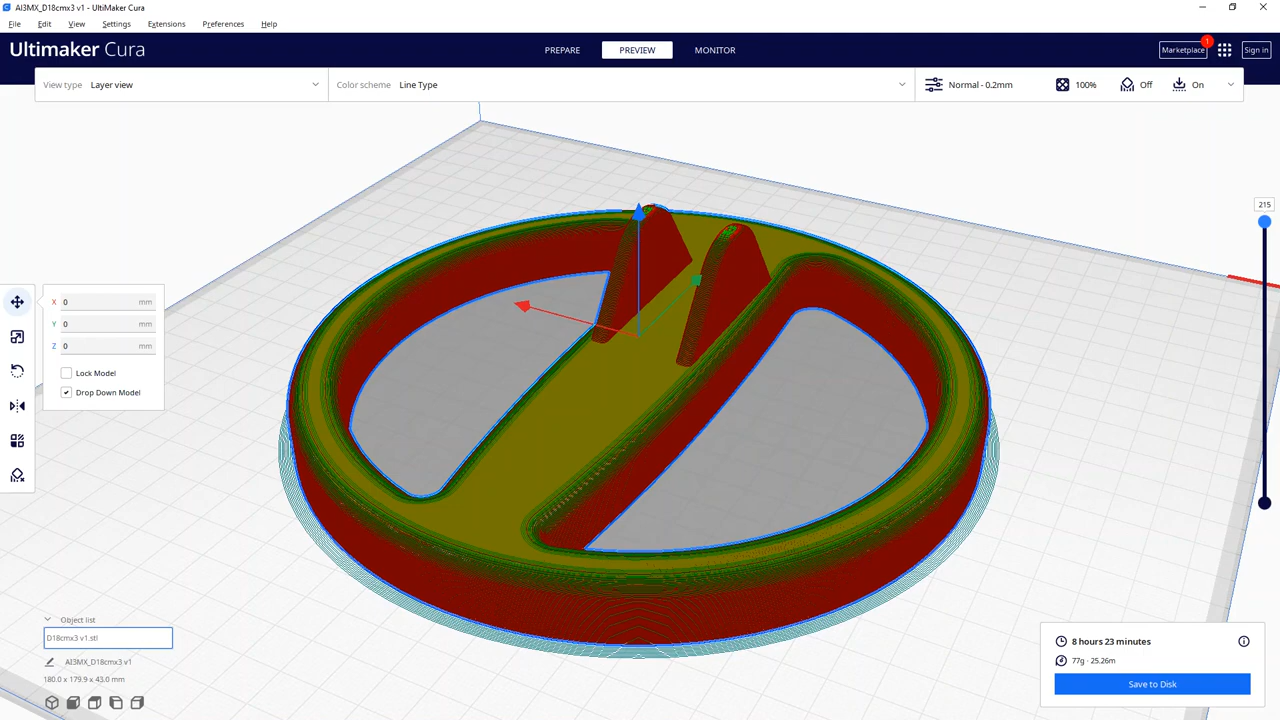 AI3MX_D18cmx3 v1 - UltiMaker Cura
File Edit View Settings Extensions Preferences Help
Ultimaker Cura
PREPARE PREVIEW MONITOR
Marketplace 1 Sign in
View type Layer view Color scheme Line Type Normal - 0.2mm 100% Off On
215
X 0 mm
Y 0 mm
Z 0 mm
Lock Model
Drop Down Model
Object list
D18cmx3 v1.stl
AI3MX_D18cmx3 v1
180.0 x 179.9 x 43.0 mm
8 hours 23 minutes
77g · 25.26m
Save to Disk